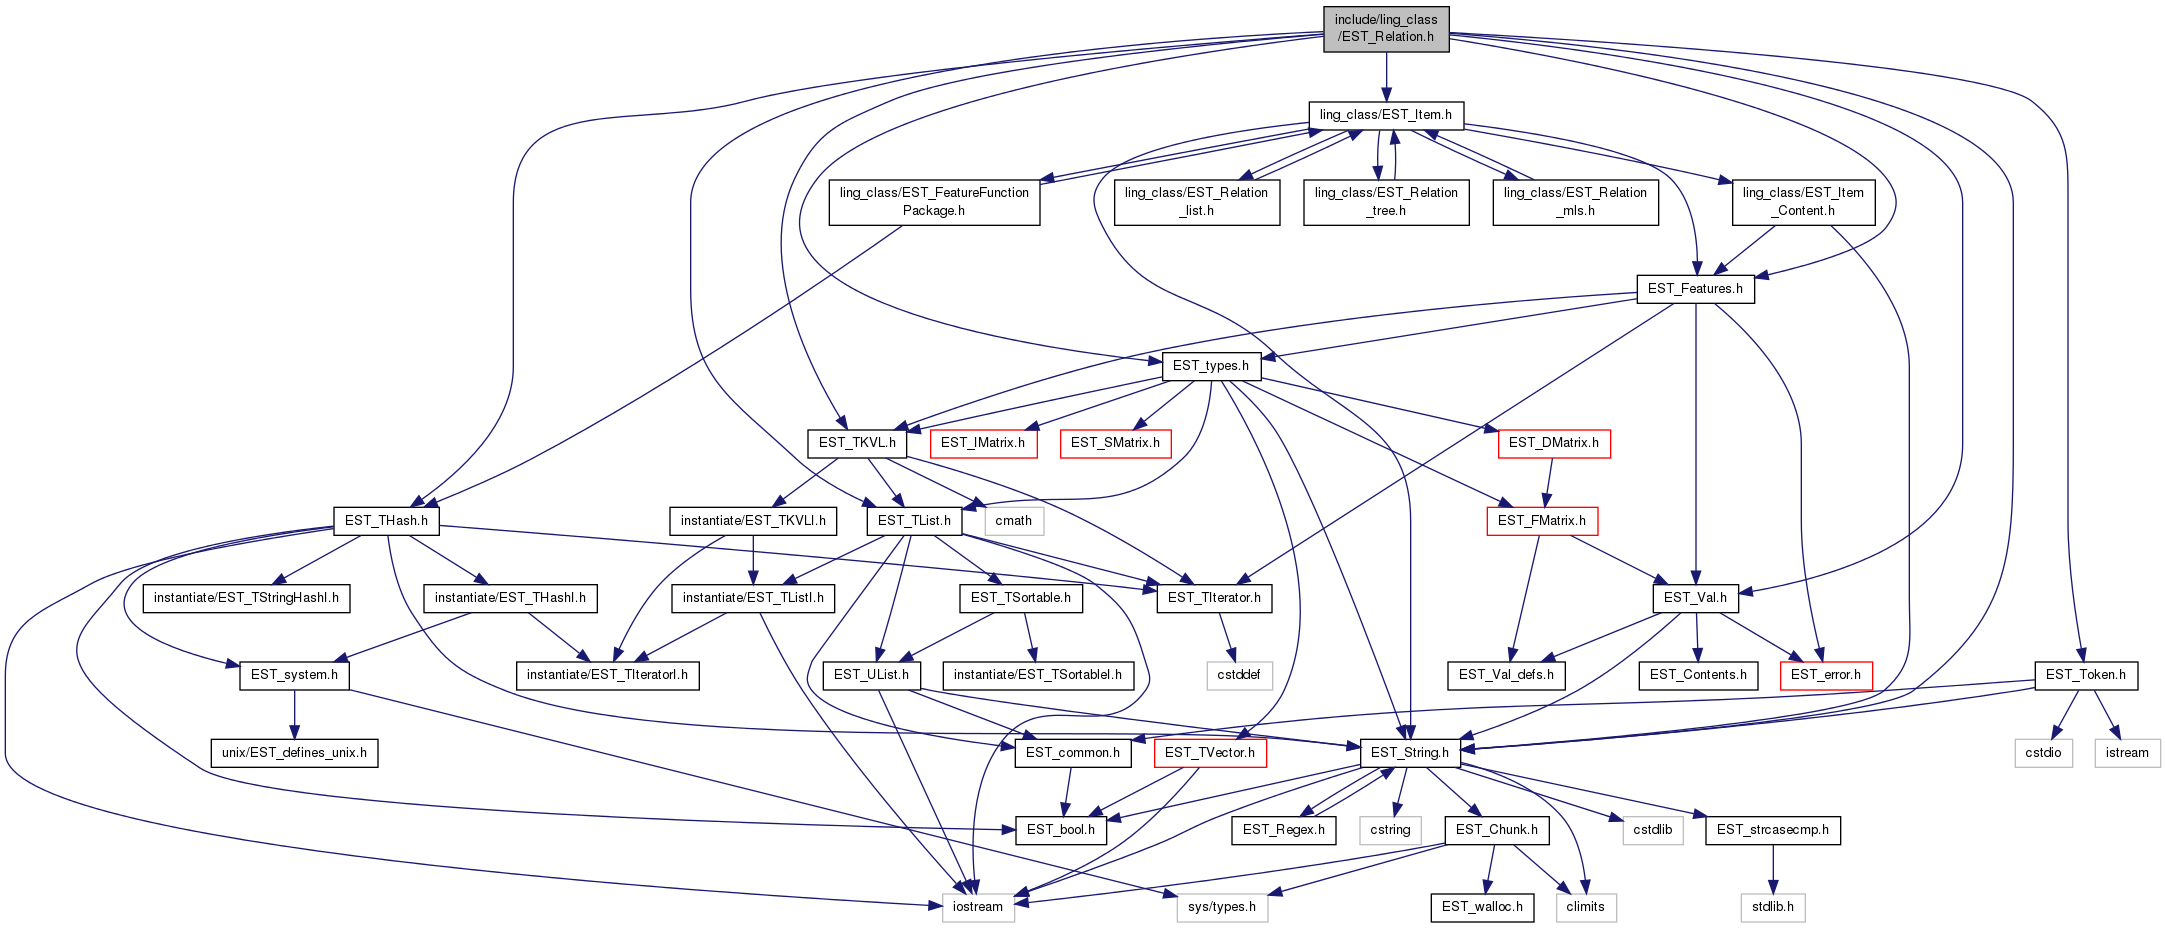 include/ling_class
/EST_Relation.h
ling_class/EST_Item.h
ling_class/EST_FeatureFunction
Package.h
ling_class/EST_Relation
_list.h
ling_class/EST_Relation
_tree.h
ling_class/EST_Relation
_mls.h
ling_class/EST_Item
_Content.h
EST_Features.h
EST_types.h
EST_TKVL.h
EST_IMatrix.h
EST_SMatrix.h
EST_DMatrix.h
EST_THash.h
instantiate/EST_TKVLI.h
EST_TList.h
cmath
EST_FMatrix.h
instantiate/EST_TStringHashI.h
instantiate/EST_THashI.h
instantiate/EST_TListI.h
EST_TSortable.h
EST_TIterator.h
EST_Val.h
EST_system.h
instantiate/EST_TIteratorI.h
EST_UList.h
instantiate/EST_TSortableI.h
cstddef
EST_Val_defs.h
EST_Contents.h
EST_error.h
EST_Token.h
unix/EST_defines_unix.h
EST_common.h
EST_TVector.h
EST_String.h
cstdio
istream
EST_bool.h
EST_Regex.h
cstring
EST_Chunk.h
cstdlib
EST_strcasecmp.h
iostream
sys/types.h
EST_walloc.h
climits
stdlib.h